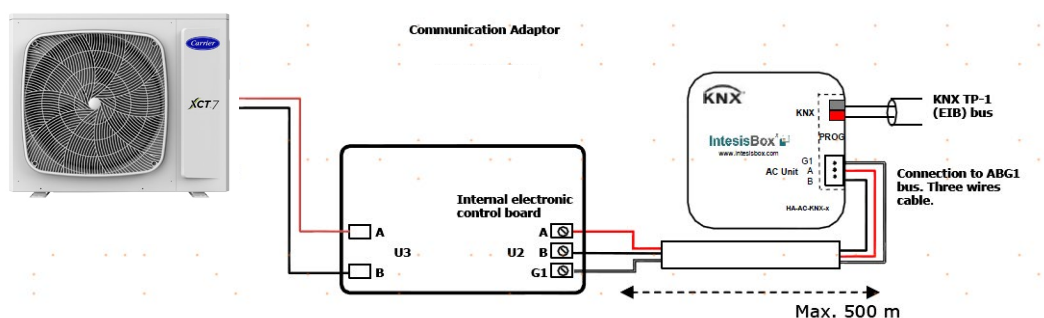 Communication Adaptor
Carrier
XCT7
KNX
KNX
KNX TP-1
(EIB) bus
PROG
IntesisBox
www.intesisbox.com
G1
AC Unit A
B
Connection to ABG1
bus. Three wires
cable.
HA-AC-KNX-x
Internal electronic
control board
A
U3
B
A
U2 B
G1
Max. 500 m